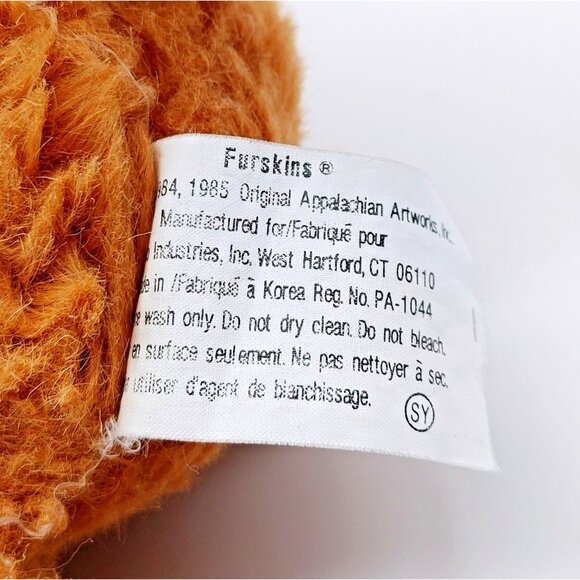 Furskins ®
84, 1985 Original Appalachian Artworks, Inc.
Manufactured for/Fabriqué pour
Industries, Inc. West Hartford, CT 06110
in /Fabriqué à Korea Reg. No. PA-1044
wash only. Do not dry clean. Do not bleach.
en surface seulement. Ne pas nettoyer à sec.
utiliser d'agent de blanchissage.
SY